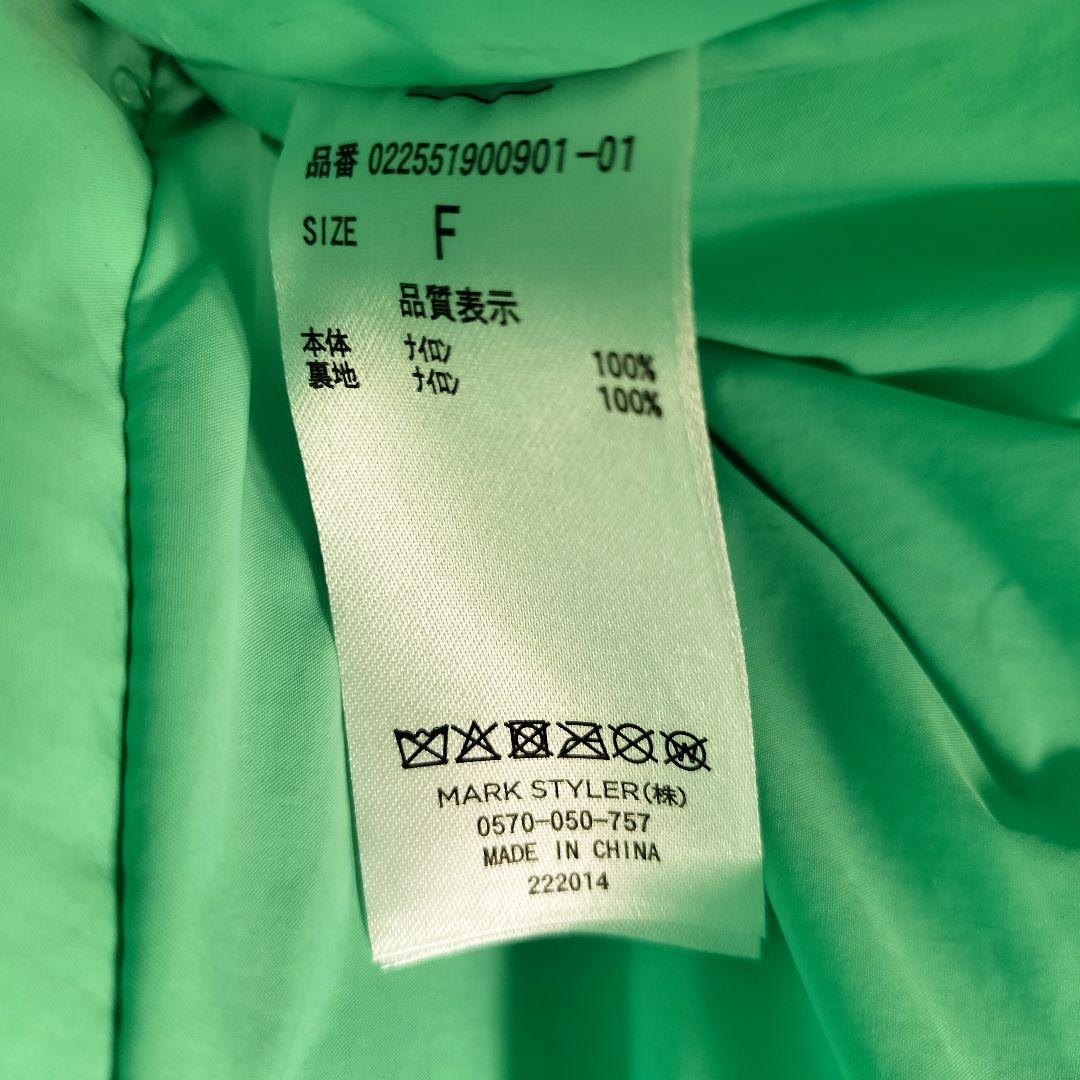 品番 022551900901-01
SIZE F
品質表示
本体 ﾅｲﾛﾝ 100%
裏地 ﾅｲﾛﾝ 100%
MARK STYLER(株)
0570-050-757
MADE IN CHINA
222014